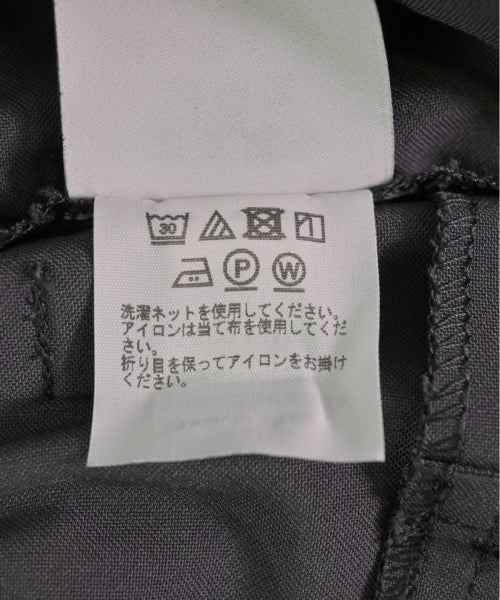 30
P W
洗濯ネットを使用してください。
アイロンは当て布を使用してくだ
さい。
折り目を保ってアイロンをお掛け
ください。